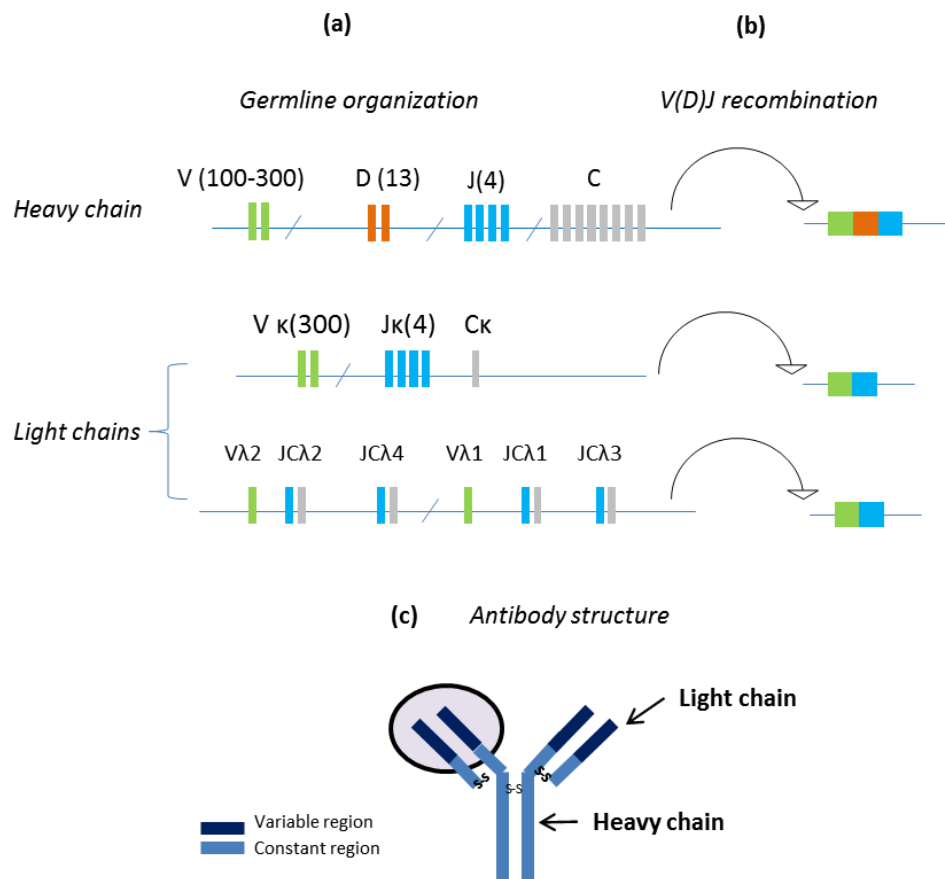 (a)
(b)
Germline organization
V(D)J recombination
V (100-300)
D (13)
J(4)
C
Heavy chain
V κ(300)
Jκ(4)
Cκ
Light chains
Vλ2
JCλ2
JCλ4
Vλ1
JCλ1
JCλ3
(c)
Antibody structure
Light chain
s-s
s-s
s-s
Variable region
Constant region
Heavy chain